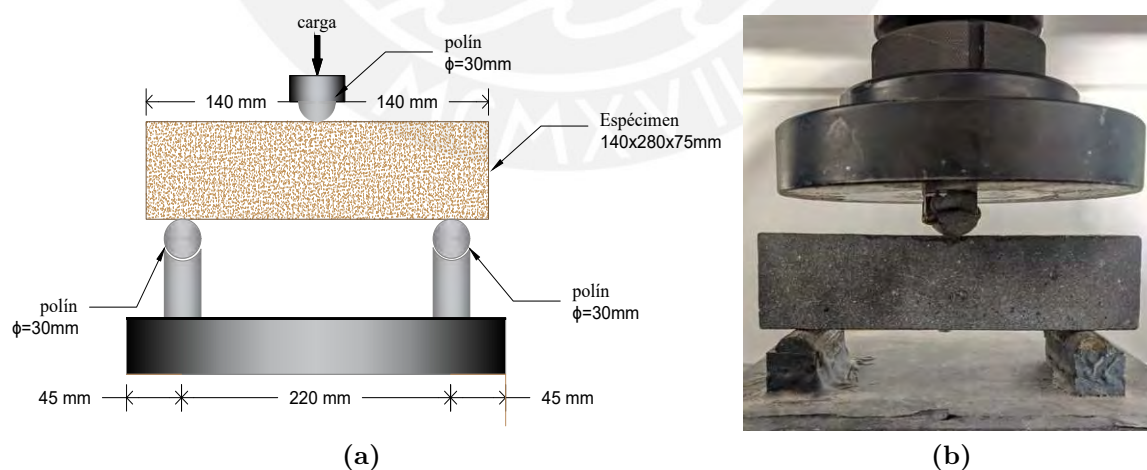 carga
polín
ϕ=30mm
140 mm
140 mm
Espécimen
140x280x75mm
polín
ϕ=30mm
polín
ϕ=30mm
45 mm
220 mm
45 mm
(a)
(b)
MCMXVII